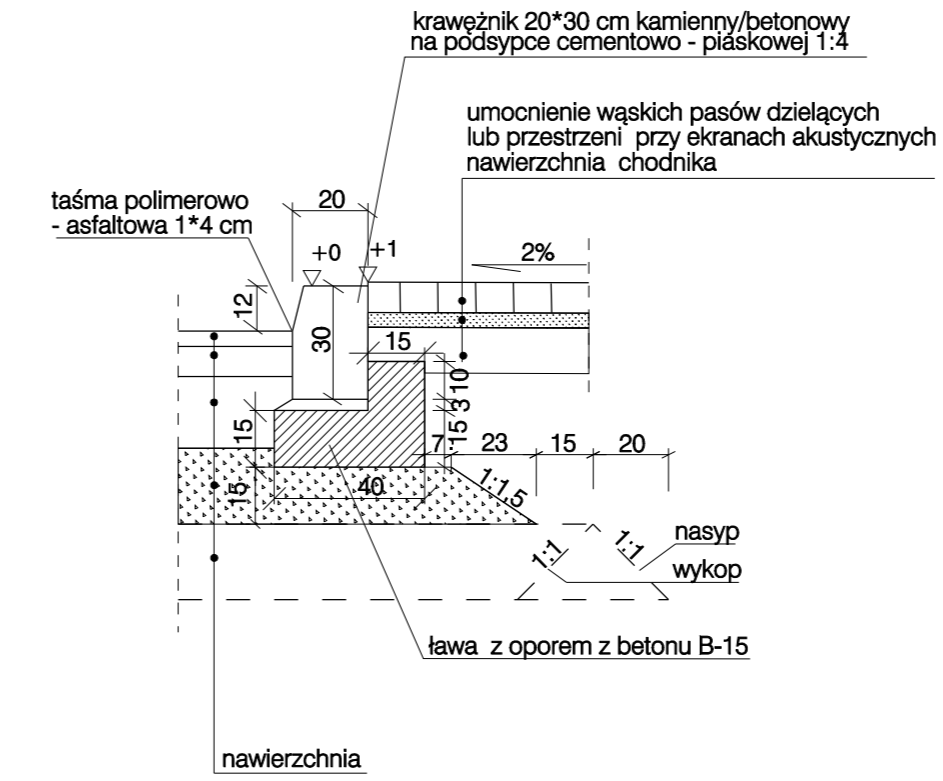 krawężnik 20*30 cm kamienny/betonowy
na podsypce cementowo - piaskowej 1:4
umocnienie wąskich pasów dzielących
lub przestrzeni przy ekranach akustycznych
nawierzchnia chodnika
taśma polimerowo
- asfaltowa 1*4 cm
20
+0
+1
2%
12
30
15
10
3
15
15
7
23
15
20
15
40
1:1,5
1:1
1:1
nasyp
wykop
ława z oporem z betonu B-15
nawierzchnia